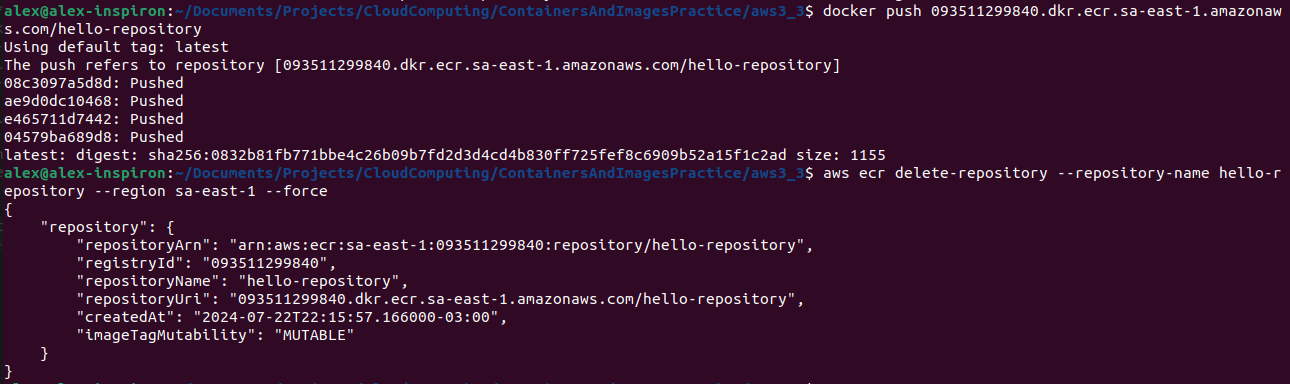 alex@alex-inspiron:~/Documents/Projects/CloudComputing/ContainersAndImagesPractice/aws3_3$ docker push 093511299840.dkr.ecr.sa-east-1.amazonaw
s.com/hello-repository
Using default tag: latest
The push refers to repository [093511299840.dkr.ecr.sa-east-1.amazonaws.com/hello-repository]
08c3097a5d8d: Pushed
ae9d0dc10468: Pushed
e465711d7442: Pushed
04579ba689d8: Pushed
latest: digest: sha256:0832b81fb771bbe4c26b09b7fd2d3d4cd4b830ff725fef8c6909b52a15f1c2ad size: 1155
alex@alex-inspiron:~/Documents/Projects/CloudComputing/ContainersAndImagesPractice/aws3_3$ aws ecr delete-repository --repository-name hello-r
epository --region sa-east-1 --force
{
    "repository": {
        "repositoryArn": "arn:aws:ecr:sa-east-1:093511299840:repository/hello-repository",
        "registryId": "093511299840",
        "repositoryName": "hello-repository",
        "repositoryUri": "093511299840.dkr.ecr.sa-east-1.amazonaws.com/hello-repository",
        "createdAt": "2024-07-22T22:15:57.166000-03:00",
        "imageTagMutability": "MUTABLE"
    }
}